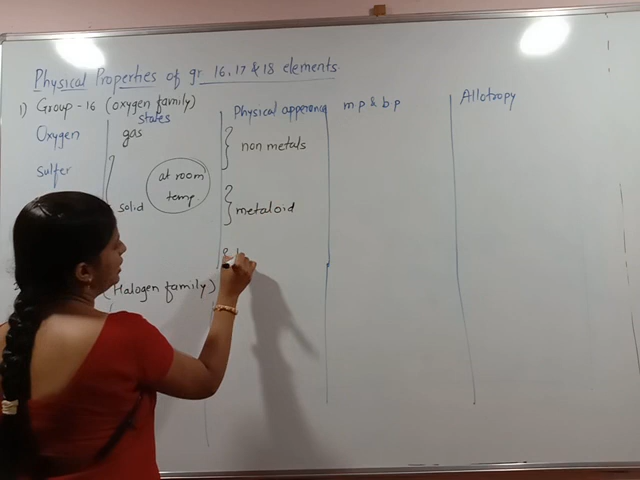 Physical Properties of gr 16, 17 & 18 elements
1) Group - 16 (oxygen family)
states
Physical apperence
m p & b p
Allotropy
Oxygen
gas
non metals
Sulfer
at room
temp
solid
metaloid
(Halogen family)